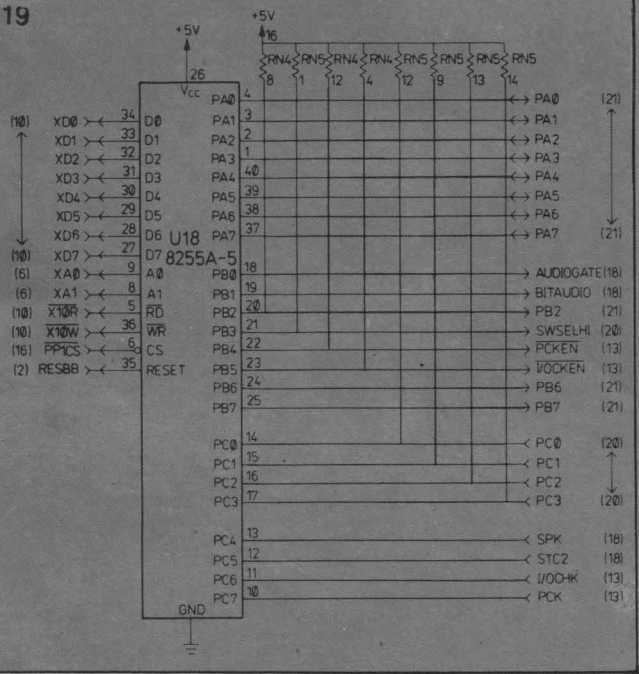 19
+5V
+5V
16
RN4 RN5 RN4 RN4 RN5 RN5 RN5 RN5
8 1 12 4 12 9 13 14
26
VCC
(10) XD0 34 D0 PA0 4 PA0 (21)
XD1 33 D1 PA1 3 PA1
XD2 32 D2 PA2 2 PA2
XD3 31 D3 PA3 1 PA3
XD4 30 D4 PA4 40 PA4
XD5 29 D5 PA5 39 PA5
XD6 28 D6 PA6 38 PA6
(10) XD7 27 D7 PA7 37 PA7 (21)
U18
8255A-5
(6) XA0 9 A0 PB0 18 AUDIOGATE(18)
(6) XA1 8 A1 PB1 19 BITAUDIO (18)
(10) X10R 5 RD PB2 20 PB2 (21)
(10) X10W 36 WR PB3 21 SWSELHI (20)
(16) PP1CS 6 CS PB4 22 PCKEN (13)
(2) RESBB 35 RESET PB5 23 I/OCKEN (13)
PB6 24 PB6 (21)
PB7 25 PB7 (21)
PC0 14 PC0 (20)
PC1 15 PC1
PC2 16 PC2
PC3 17 PC3 (20)
PC4 13 SPK (18)
PC5 12 STC2 (18)
PC6 11 I/OCHK (13)
PC7 10 PCK (13)
GND